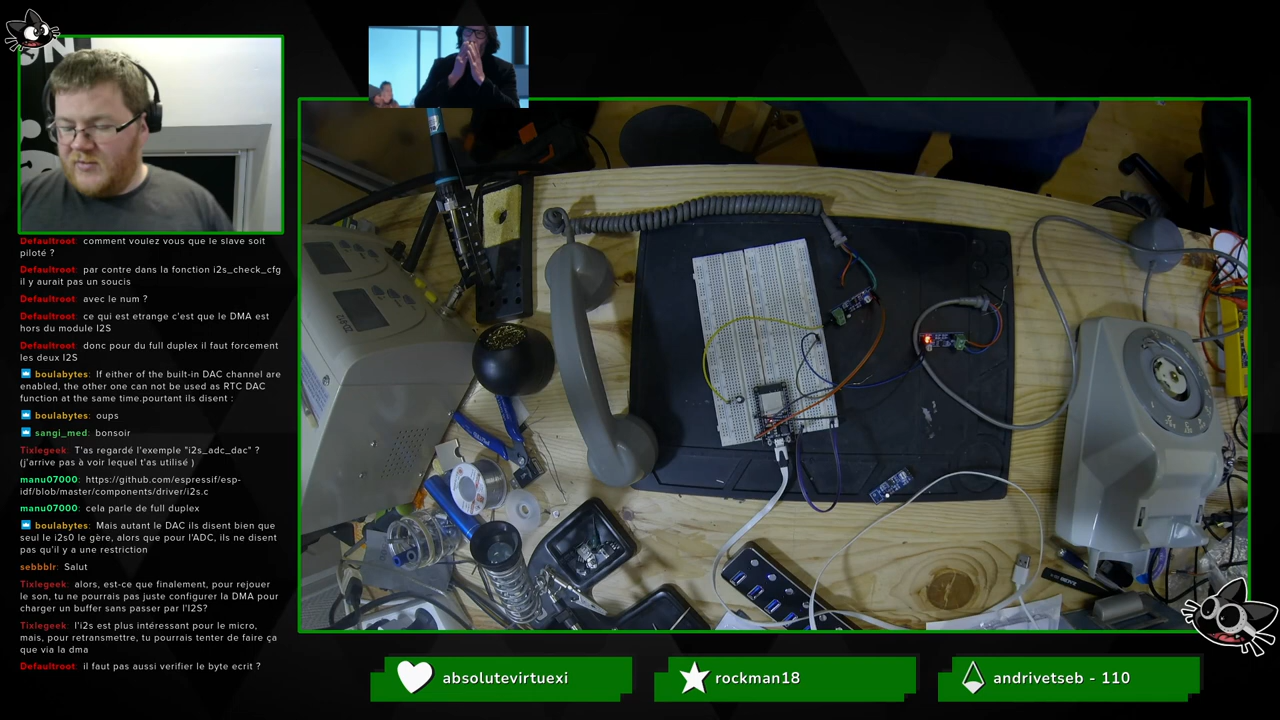 Defaultroot: comment voulez vous que le slave soit
piloté ?
Defaultroot: par contre dans la fonction i2s_check_cfg
il y aurait pas un soucis
Defaultroot: avec le num ?
Defaultroot: ce qui est etrange c'est que le DMA est
hors du module I2S
Defaultroot: donc pour du full duplex il faut forcement
les deux I2S
boulabytes: If either of the built-in DAC channel are
enabled, the other one can not be used as RTC DAC
function at the same time.pourtant ils disent :
boulabytes: oups
sangi_med: bonsoir
Tixlegeek: T'as regardé l'exemple "i2s_adc_dac" ?
(j'arrive pas à voir lequel t'as utilisé )
manu07000: https://github.com/espressif/esp-
idf/blob/master/components/driver/i2s.c
manu07000: cela parle de full duplex
boulabytes: Mais autant le DAC ils disent bien que
seul le i2s0 le gère, alors que pour l'ADC, ils ne disent
pas qu'il y a une restriction
sebbblr: Salut
Tixlegeek: alors, est-ce que finalement, pour rejouer
le son, tu ne pourrais pas juste configurer la DMA pour
charger un buffer sans passer par l'I2S?
Tixlegeek: l'i2s est plus intéressant pour le micro,
mais, pour retransmettre, tu pourrais tenter de faire ça
que via la dma
Defaultroot: il faut pas aussi verifier le byte ecrit ?
absolutevirtuexi
rockman18
andrivetseb - 110